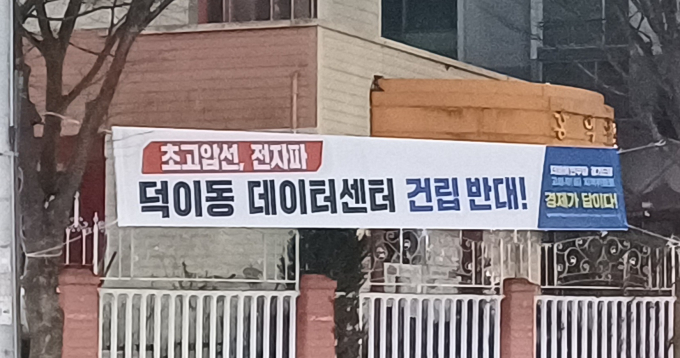 초고압선, 전자파
덕이동 데이터센터 건립 반대!
경제가 답이다!